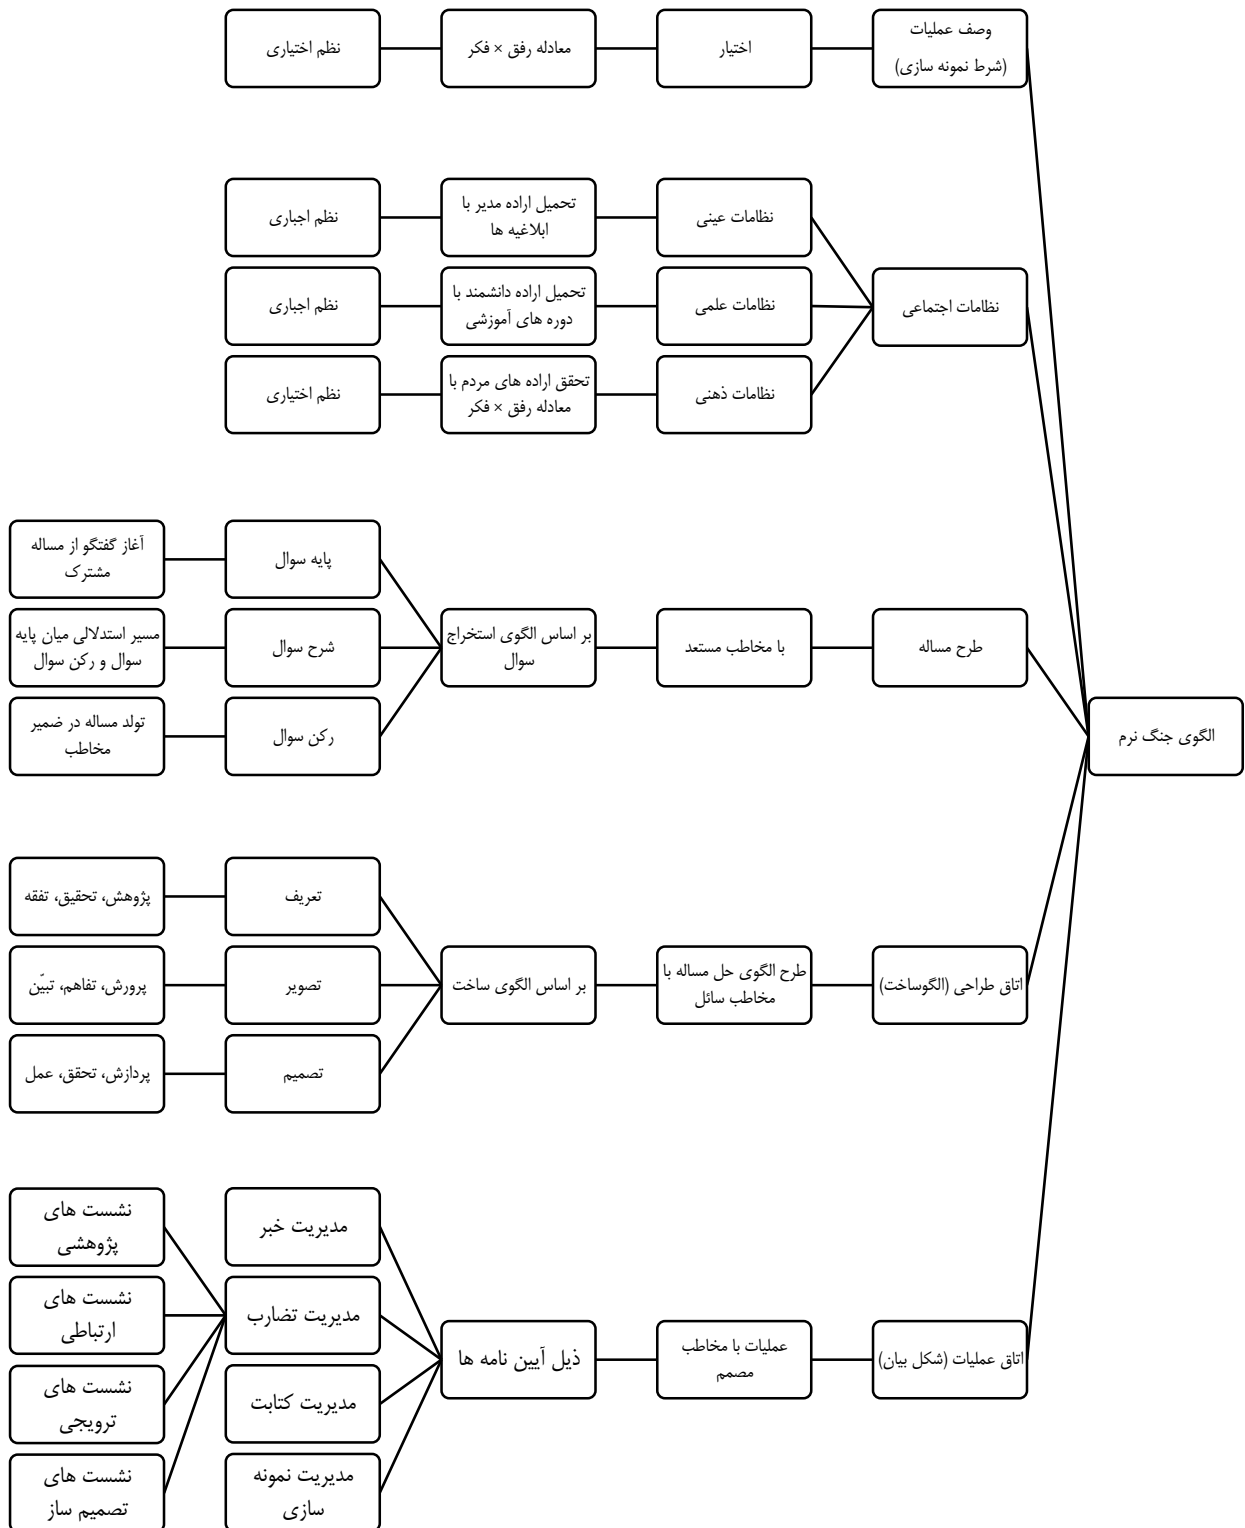 وصف عملیات
(شرط نمونه سازی)
اختیار
معادله رفق × فکر
نظم اختیاری
نظامات اجتماعی
نظامات عینی
تحمیل اراده مدیر با
ابلاغیه ها
نظم اجباری
نظامات علمی
تحمیل اراده دانشمند با
دوره های آموزشی
نظم اجباری
نظامات ذهنی
تحقق اراده های مردم با
معادله رفق × فکر
نظم اختیاری
الگوی جنگ نرم
طرح مساله
با مخاطب مستعد
بر اساس الگوی استخراج
سوال
پایه سوال
آغاز گفتگو از مساله
مشترک
شرح سوال
مسیر استدلالی میان پایه
سوال و رکن سوال
رکن سوال
تولد مساله در ضمیر
مخاطب
اتاق طراحی (الگوساخت)
طرح الگوی حل مساله با
مخاطب سائل
بر اساس الگوی ساخت
تعریف
پژوهش، تحقیق، تفقه
تصویر
پرورش، تفاهم، تبیّن
تصمیم
پردازش، تحقق، عمل
اتاق عملیات (شکل بیان)
عملیات با مخاطب
مصمم
ذیل آیین نامه ها
مدیریت خبر
مدیریت تضارب
نشست های
پژوهشی
نشست های
ارتباطی
نشست های
ترویجی
نشست های
تصمیم ساز
مدیریت کتابت
مدیریت نمونه
سازی